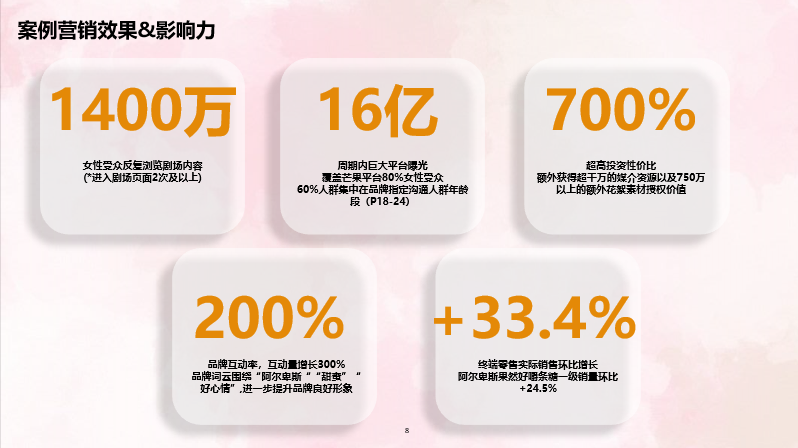 案例营销效果&影响力
1400万
女性受众反复浏览剧场内容
(*进入剧场页面2次及以上)
16亿
周期内巨大平台曝光
覆盖芒果平台80%女性受众
60%人群集中在品牌指定沟通人群年龄
段（P18-24）
700%
超高投资性价比
额外获得超千万的媒介资源以及750万
以上的额外花絮素材授权价值
200%
品牌互动率，互动量增长300%
品牌词云围绕“阿尔卑斯“ “甜蜜” “
好心情”,进一步提升品牌良好形象
+33.4%
终端零售实际销售环比增长
阿尔卑斯果然好嚼条糖一级销量环比
+24.5%
8